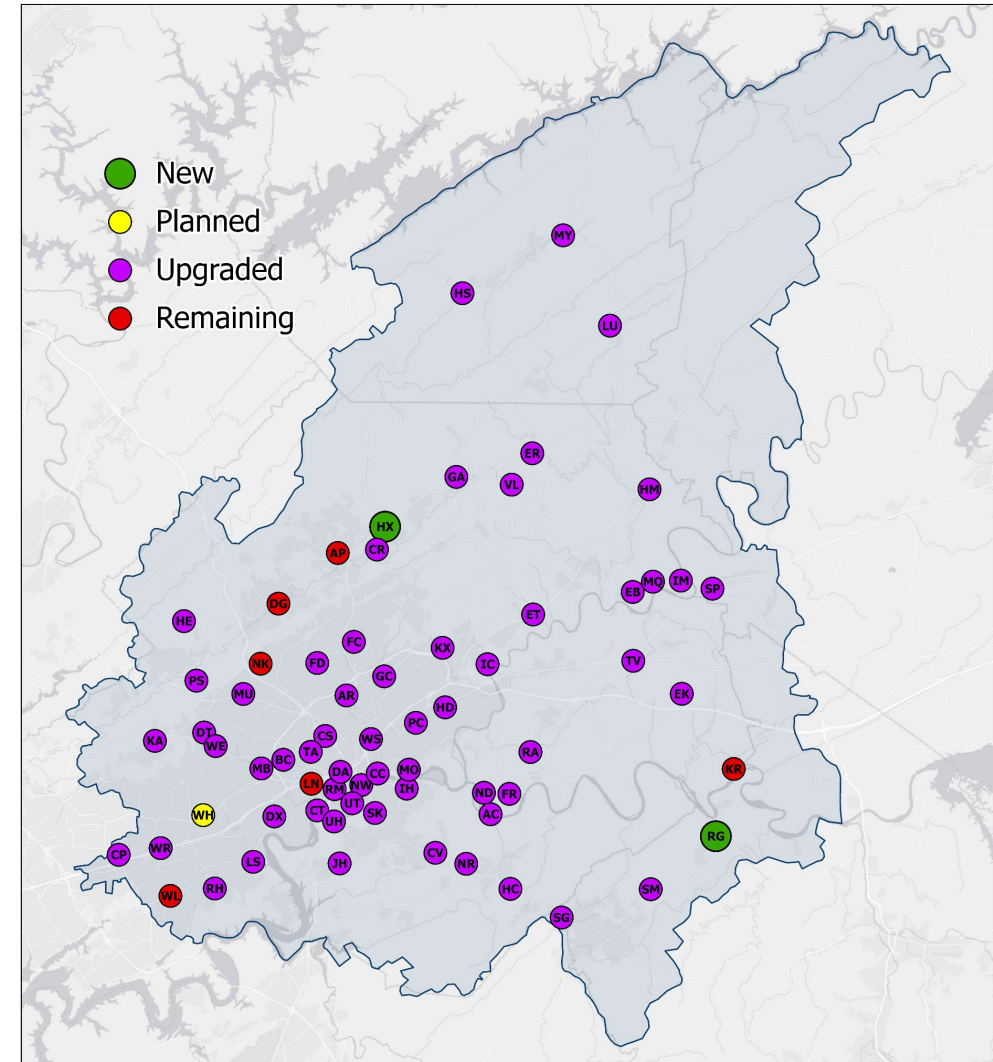 New
Planned
Upgraded
Remaining
MY
HS
LU
ER
GA
VL
HM
HX
CR
AP
MQ
IM
SP
EB
DG
ET
HE
FC
KX
FD
NK
IC
TV
GC
PS
MU
AR
EK
HD
PC
DT
CS
WS
KA
WE
TA
RA
BC
MB
DA
CC
MO
KR
LN
RM
NW
IH
ND
FR
UT
CT
SK
AC
WH
DX
UH
RG
WR
CP
CV
LS
JH
NR
RH
HC
SM
WL
SG